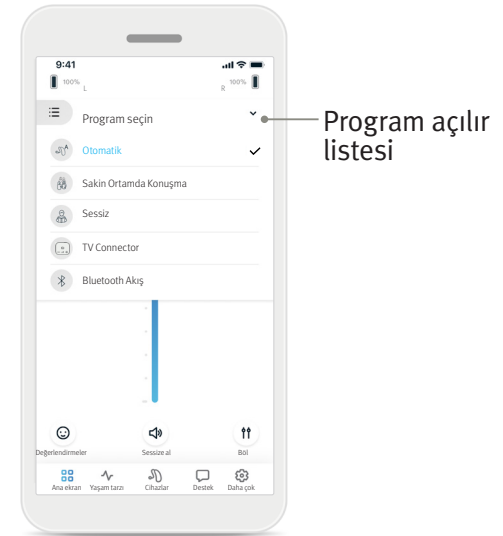 9:41
100% L
R 100%
Program seçin
Program açılır
listesi
Otomatik
Sakin Ortamda Konuşma
Sessiz
TV Connector
Bluetooth Akış
Değerlendirmeler Sessize al Böl
Ana ekran Yaşam tarzı Cihazlar Destek Daha çok